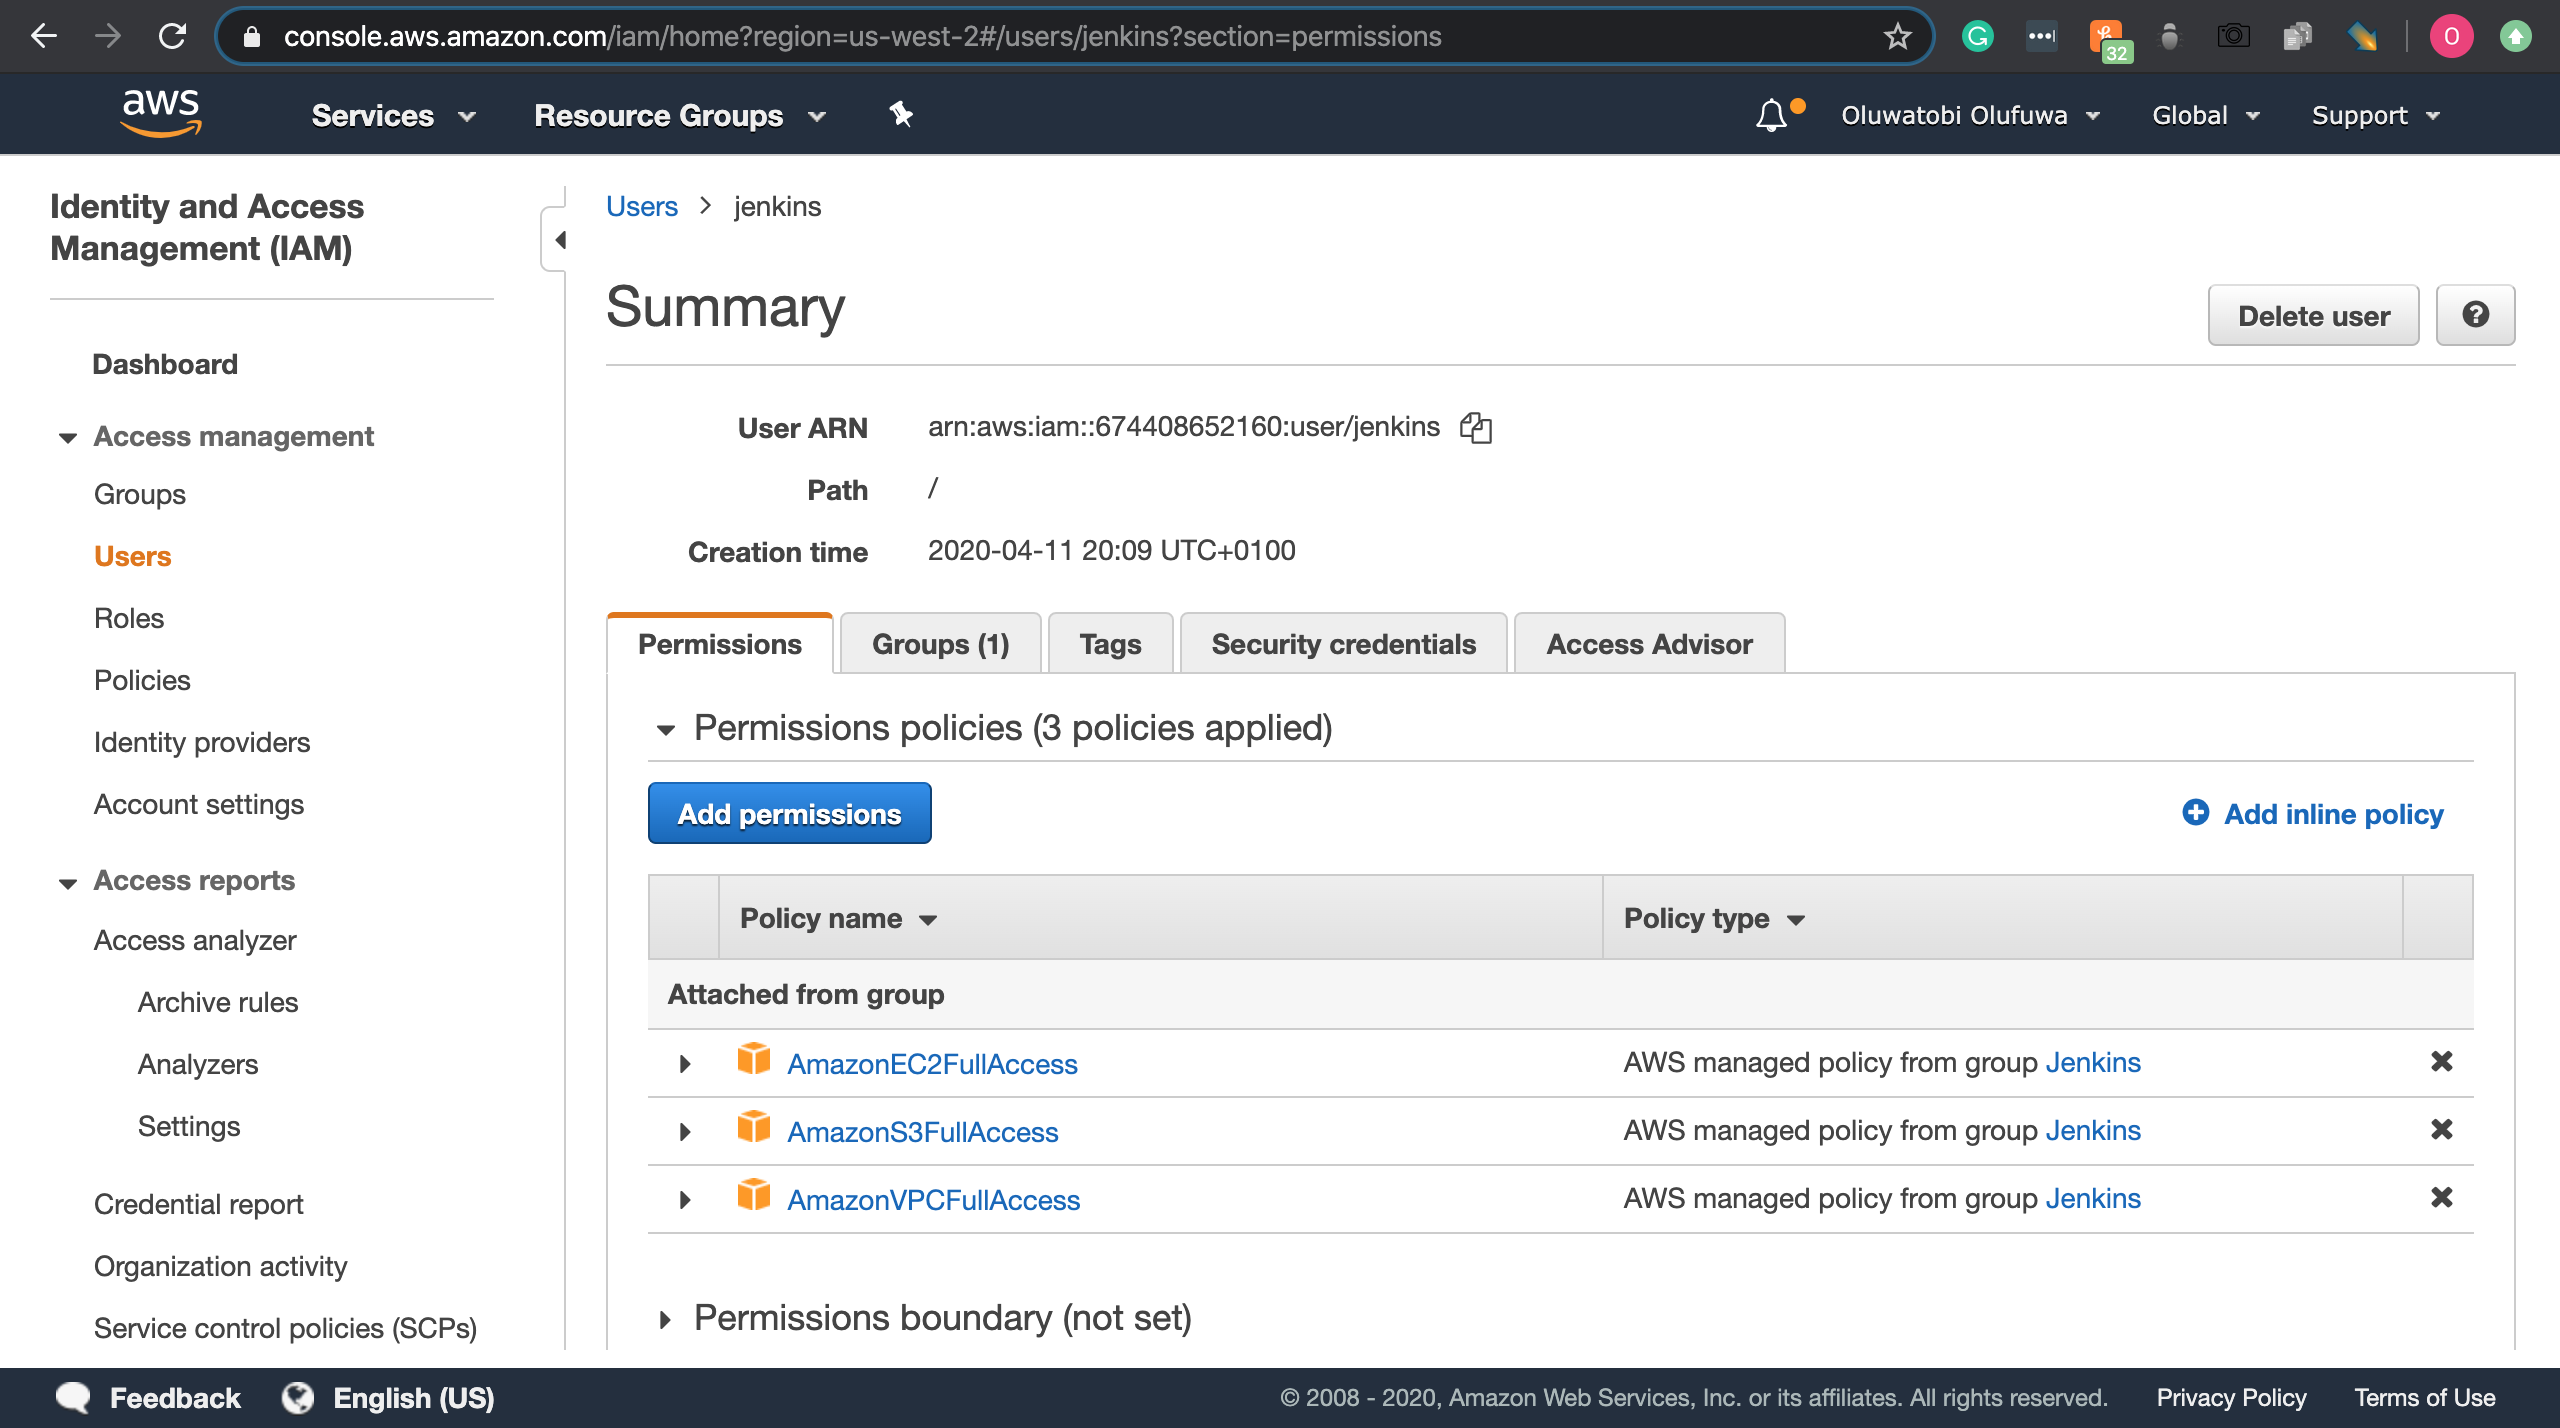 console.aws.amazon.com/iam/home?region=us-west-2#/users/jenkins?section=permissions
32
O
aws
Services
Resource Groups
Oluwatobi Olufuwa
Global
Support
Identity and Access
Management (IAM)
Dashboard
Access management
Groups
Users
Roles
Policies
Identity providers
Account settings
Access reports
Access analyzer
Archive rules
Analyzers
Settings
Credential report
Organization activity
Service control policies (SCPs)
Users > jenkins
Summary
Delete user
?
User ARN arn:aws:iam::674408652160:user/jenkins
Path /
Creation time 2020-04-11 20:09 UTC+0100
Permissions
Groups (1)
Tags
Security credentials
Access Advisor
Permissions policies (3 policies applied)
Add permissions
Add inline policy
Policy name Policy type
Attached from group
AmazonEC2FullAccess AWS managed policy from group Jenkins
AmazonS3FullAccess AWS managed policy from group Jenkins
AmazonVPCFullAccess AWS managed policy from group Jenkins
Permissions boundary (not set)
Feedback
English (US)
© 2008 - 2020, Amazon Web Services, Inc. or its affiliates. All rights reserved.
Privacy Policy
Terms of Use